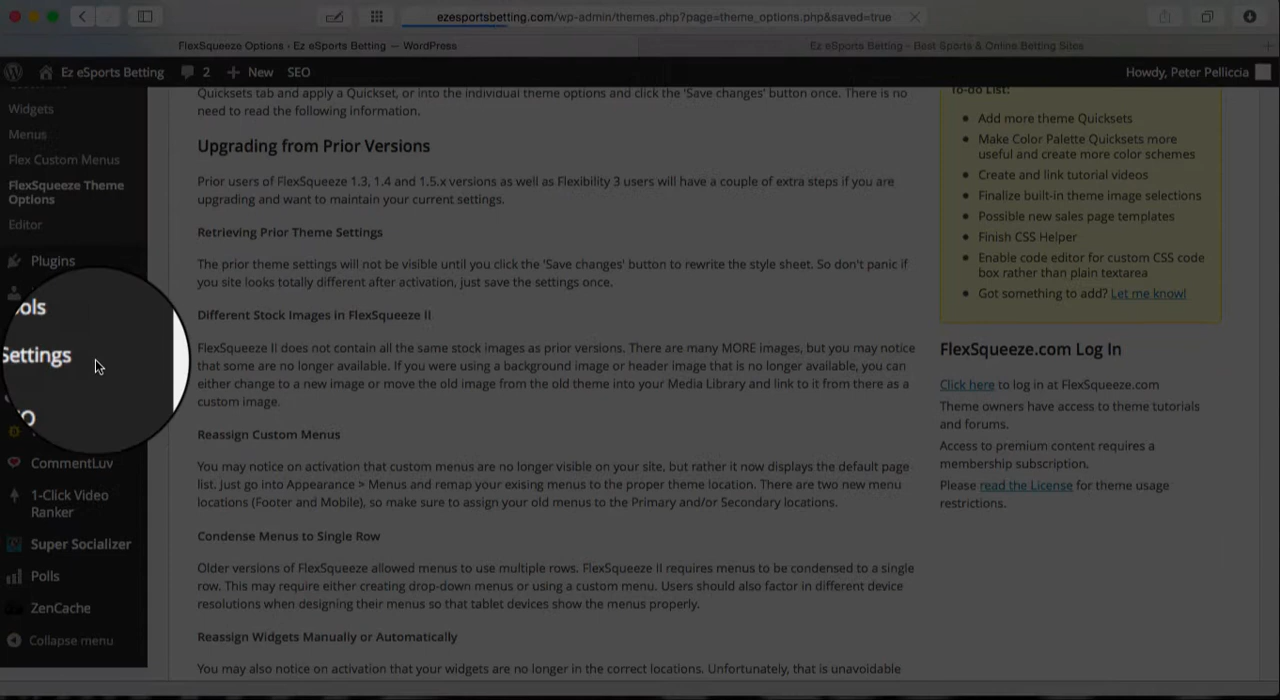 ezesportsbetting.com/wp-admin/themes.php?page=theme_options.php&saved=true
FlexSqueeze Options ‹ Ez eSports Betting — WordPress
Ez eSports Betting - Best Sports & Online Betting Sites
Ez eSports Betting
2
New
SEO
Howdy, Peter Pelliccia
Widgets
Menus
Flex Custom Menus
FlexSqueeze Theme
Options
Editor
Plugins
ols
Settings
O
CommentLuv
1-Click Video
Ranker
Super Socializer
Polls
ZenCache
Collapse menu
Quicksets tab and apply a Quickset, or into the individual theme options and click the 'Save changes' button once. There is no
need to read the following information.
Upgrading from Prior Versions
Prior users of FlexSqueeze 1.3, 1.4 and 1.5.x versions as well as Flexibility 3 users will have a couple of extra steps if you are
upgrading and want to maintain your current settings.
Retrieving Prior Theme Settings
The prior theme settings will not be visible until you click the 'Save changes' button to rewrite the style sheet. So don't panic if
you site looks totally different after activation, just save the settings once.
Different Stock Images in FlexSqueeze II
FlexSqueeze II does not contain all the same stock images as prior versions. There are many MORE images, but you may notice
that some are no longer available. If you were using a background image or header image that is no longer available, you can
either change to a new image or move the old image from the old theme into your Media Library and link to it from there as a
custom image.
Reassign Custom Menus
You may notice on activation that custom menus are no longer visible on your site, but rather it now displays the default page
list. Just go into Appearance > Menus and remap your exising menus to the proper theme location. There are two new menu
locations (Footer and Mobile), so make sure to assign your old menus to the Primary and/or Secondary locations.
Condense Menus to Single Row
Older versions of FlexSqueeze allowed menus to use multiple rows. FlexSqueeze II requires menus to be condensed to a single
row. This may require either creating drop-down menus or using a custom menu. Users should also factor in different device
resolutions when designing their menus so that tablet devices show the menus properly.
Reassign Widgets Manually or Automatically
You may also notice on activation that your widgets are no longer in the correct locations. Unfortunately, that is unavoidable
To-do List:
Add more theme Quicksets
Make Color Palette Quicksets more
useful and create more color schemes
Create and link tutorial videos
Finalize built-in theme image selections
Possible new sales page templates
Finish CSS Helper
Enable code editor for custom CSS code
box rather than plain textarea
Got something to add? Let me know!
FlexSqueeze.com Log In
Click here to log in at FlexSqueeze.com
Theme owners have access to theme tutorials
and forums.
Access to premium content requires a
membership subscription.
Please read the License for theme usage
restrictions.